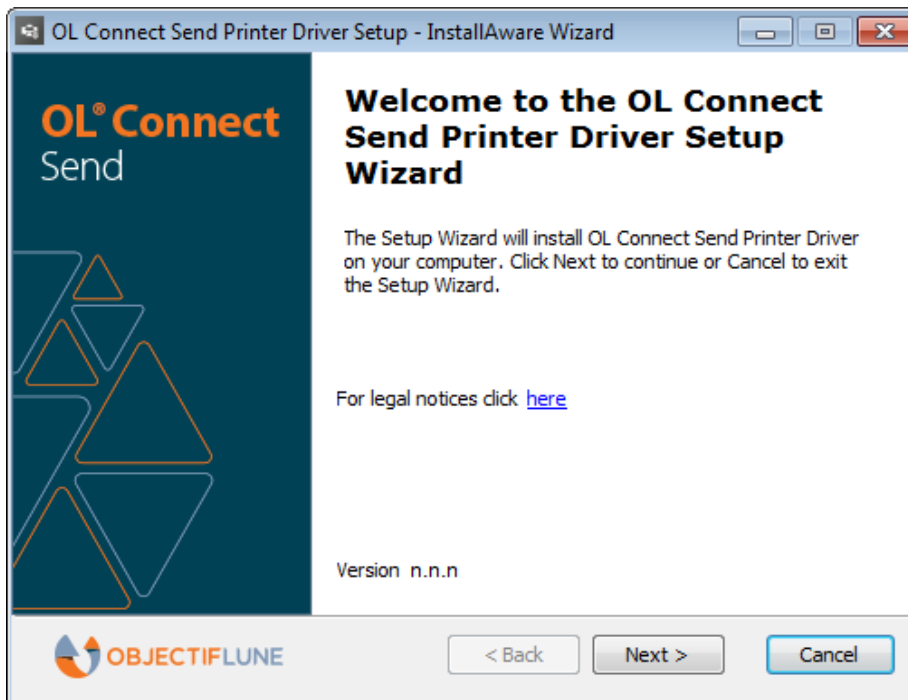 OL Connect Send Printer Driver Setup - InstallAware Wizard
OL® Connect
Send
Welcome to the OL Connect
Send Printer Driver Setup
Wizard
The Setup Wizard will install OL Connect Send Printer Driver
on your computer. Click Next to continue or Cancel to exit
the Setup Wizard.
For legal notices click here
Version n.n.n
OBJECTIFLUNE
< Back
Next >
Cancel